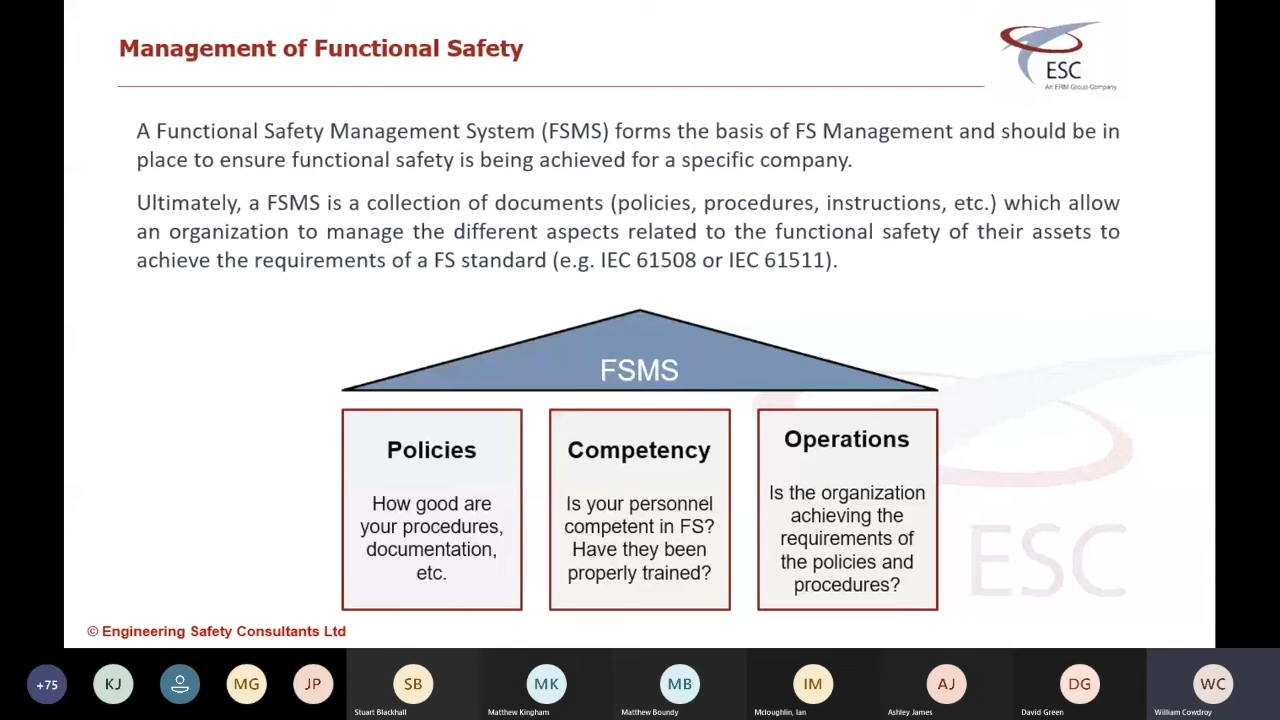 Management of Functional Safety
ESC
An ERM Group Company
A Functional Safety Management System (FSMS) forms the basis of FS Management and should be in
place to ensure functional safety is being achieved for a specific company.
Ultimately, a FSMS is a collection of documents (policies, procedures, instructions, etc.) which allow
an organization to manage the different aspects related to the functional safety of their assets to
achieve the requirements of a FS standard (e.g. IEC 61508 or IEC 61511).
FSMS
Policies
How good are
your procedures,
documentation,
etc.
Competency
Is your personnel
competent in FS?
Have they been
properly trained?
Operations
Is the organization
achieving the
requirements of
the policies and
procedures?
ESC
© Engineering Safety Consultants Ltd
+75
KJ
MG
JP
SB
Stuart Blackhall
MK
Matthew Kingham
MB
Matthew Boundy
IM
Mcloughlin, Ian
AJ
Ashley James
DG
David Green
WC
William Cowdroy